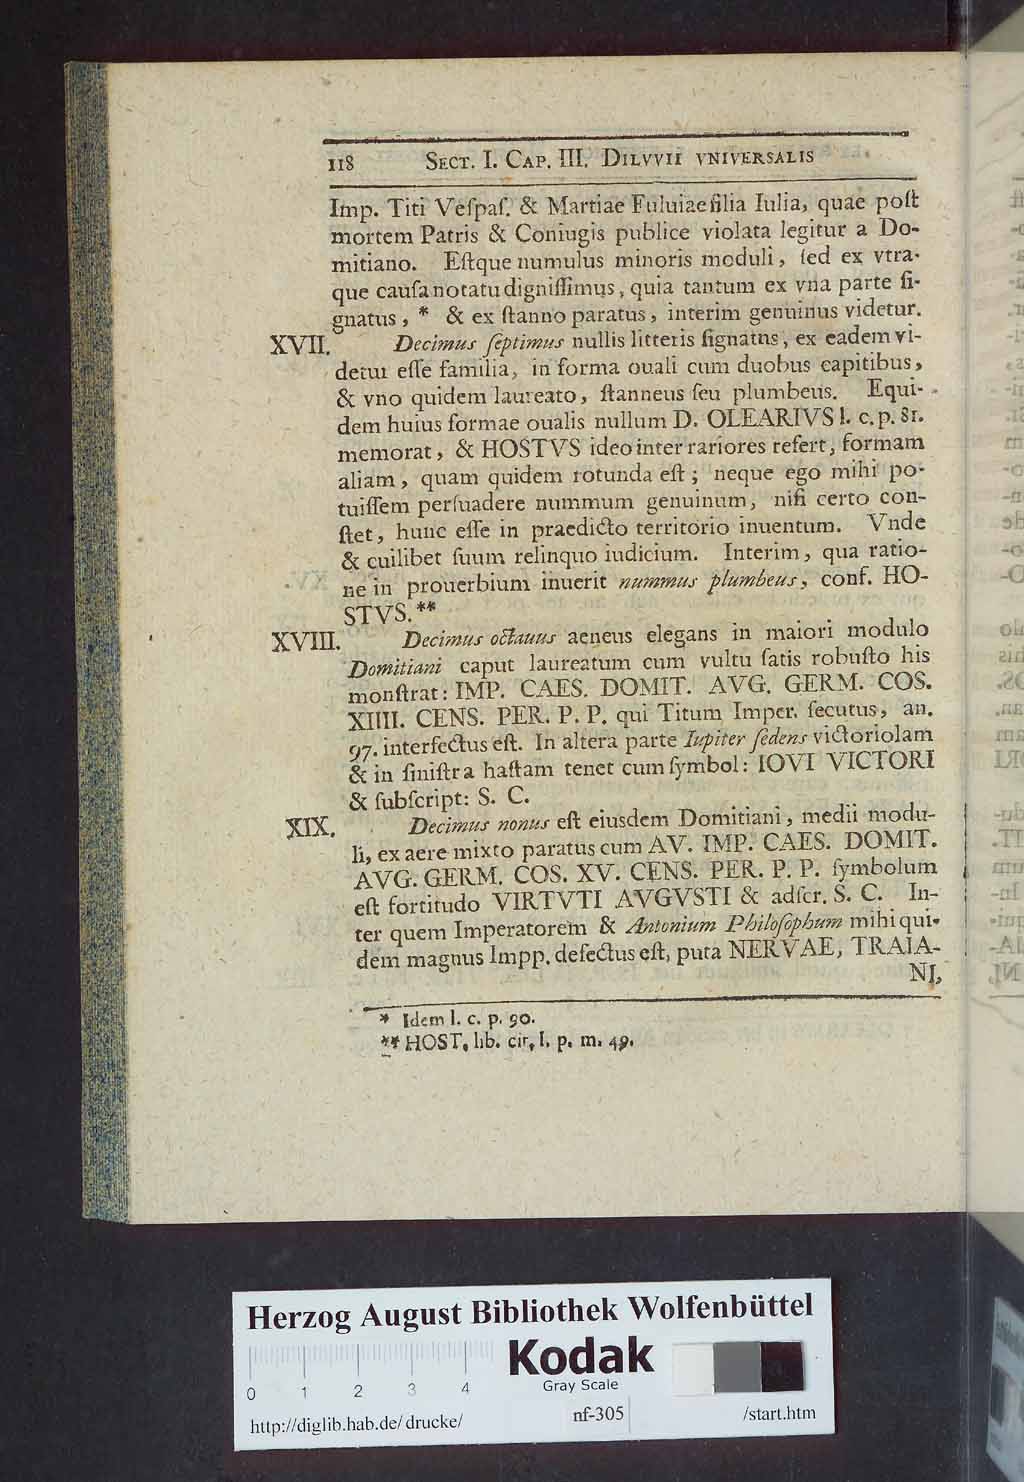 118 SECT. I. CAP. III. DILVVII VNIVERSALIS
Imp. Titi Veſpaſ. & Martiae Fuluiae filia Iulia, quae poſt
mortem Patris & Coniugis publice violata legitur a Do-
mitiano. Eſtque numulus minoris moduli, ſed ex vtra-
que cauſa notatu digniſſimus, quia tantum ex vna parte ſi-
gnatus, * & ex ſtanno paratus, interim genuinus videtur.
XVII. Decimus ſeptimus nullis litteris ſignatus, ex eadem vi-
detur eſſe familia, in forma ouali cum duobus capitibus,
& vno quidem laureato, ſtanneus ſeu plumbeus. Equi-
dem huius formae oualis nullum D. OLEARIVS l. c. p. 81.
memorat, & HOSTVS ideo inter rariores refert, formam
aliam, quam quidem rotunda eſt; neque ego mihi po-
tuiſſem perſuadere nummum genuinum, niſi certo con-
ſtet, hunc eſſe in praedicto territorio inuentum. Vnde
& cuilibet ſuum relinquo iudicium. Interim, qua ratio-
ne in prouerbium inuerit nummus plumbeus, conf. HO-
STVS.**
XVIII. Decimus octauus aeneus elegans in maiori modulo
Domitiani caput laureatum cum vultu ſatis robuſto his
monſtrat: IMP. CAES. DOMIT. AVG. GERM. COS.
XIIII. CENS. PER. P. P. qui Titum Imper. ſecutus, an.
97. interfectus eſt. In altera parte Iupiter ſedens victoriolam
& in ſiniſtra haſtam tenet cum ſymbol: IOVI VICTORI
& ſubſcript: S. C.
XIX. Decimus nonus eſt eiusdem Domitiani, medii modu-
li, ex aere mixto paratus cum AV. IMP. CAES. DOMIT.
AVG. GERM. COS. XV. CENS. PER. P. P. ſymbolum
eſt fortitudo VIRTVTI AVGVSTI & adſcr. S. C. In-
ter quem Imperatorem & Antonium Philoſophum mihi qui-
dem magnus Impp. defectus eſt, puta NERVAE, TRAIA-
NI,
* Idem l. c. p. 90.
** HOST. lib. cit. I. p. m. 49.
Herzog August Bibliothek Wolfenbüttel
Kodak
Gray Scale
0 1 2 3 4
http://diglib.hab.de/drucke/ nf-305 /start.htm